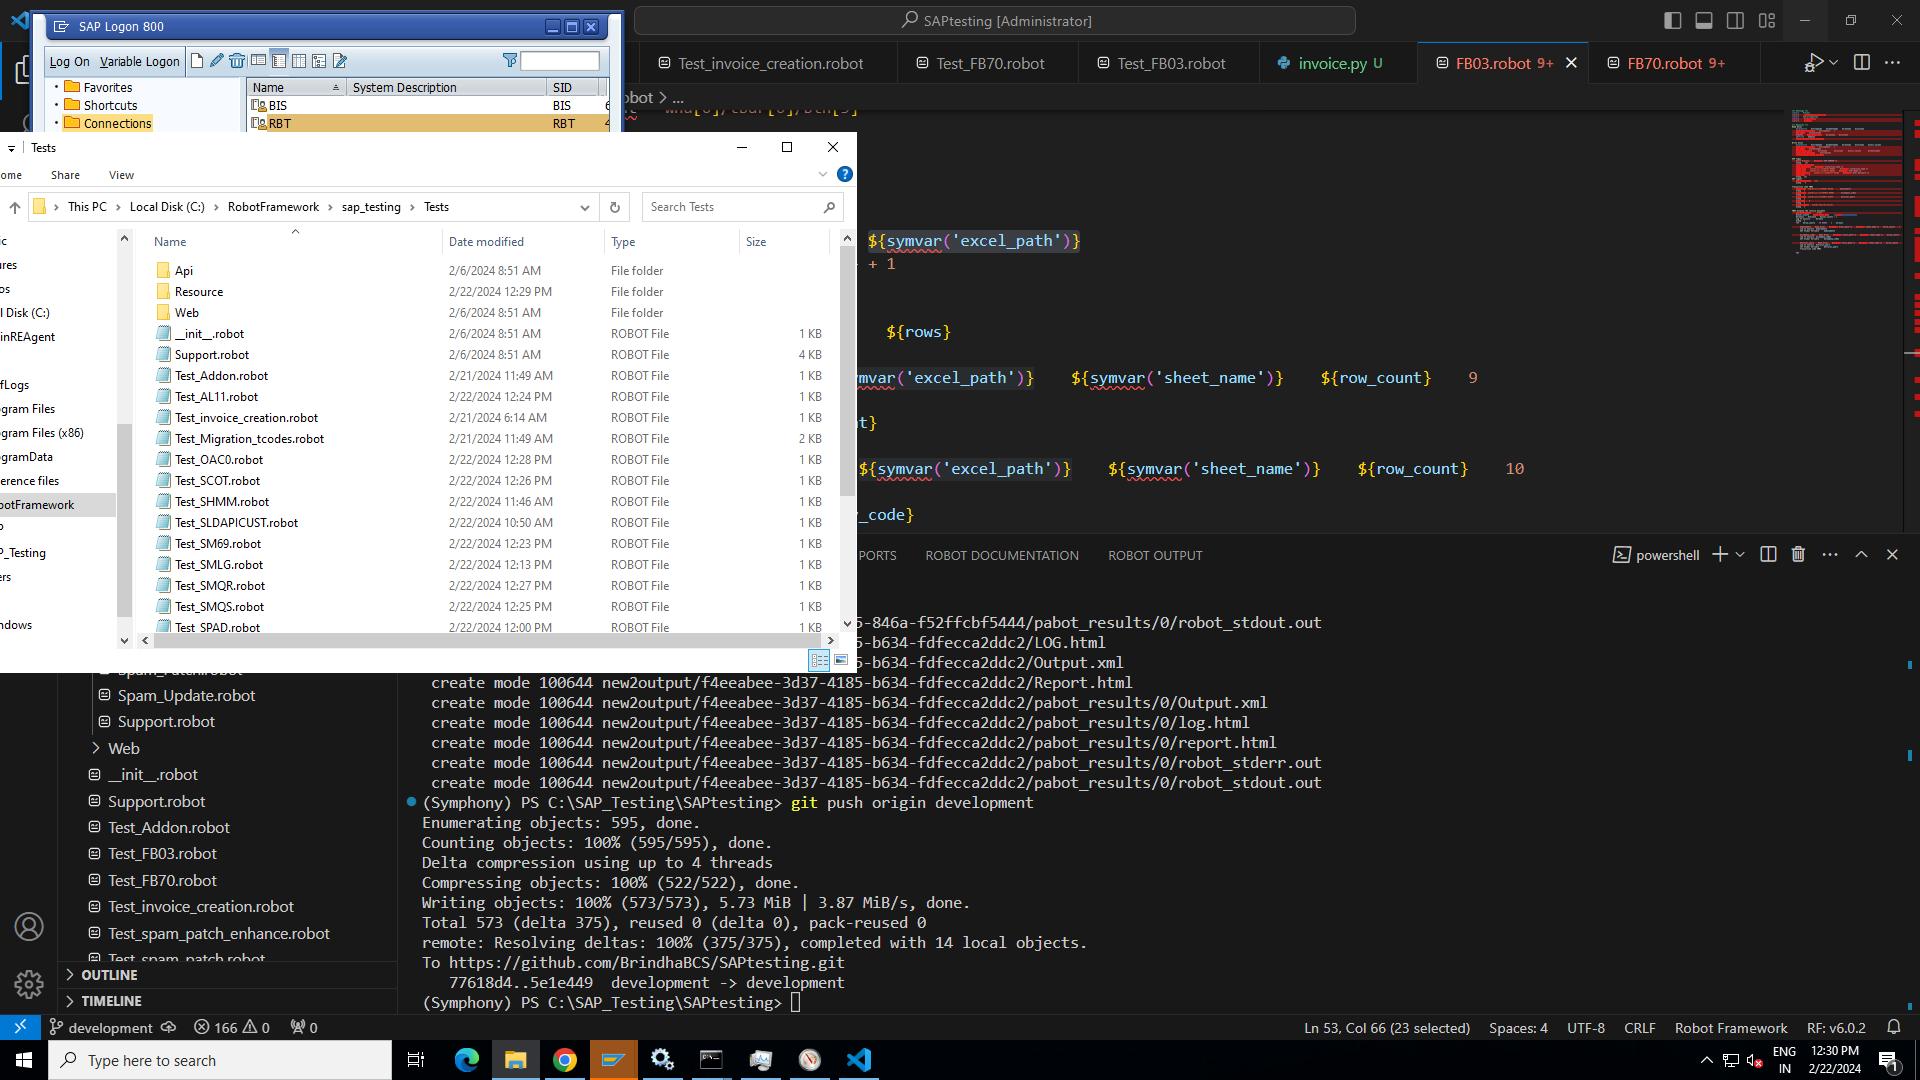 SAP Logon 800
Log On Variable Logon
Favorites
Shortcuts
Connections
Name System Description SID
BIS BIS 6
RBT RBT 4
SAPtesting [Administrator]
Test_invoice_creation.robot
Test_FB70.robot
Test_FB03.robot
invoice.py U
FB03.robot 9+
FB70.robot 9+
obot > ...
${symvar('excel_path')}
+ 1
${rows}
mvar('excel_path')} ${symvar('sheet_name')} ${row_count} 9
t}
${symvar('excel_path')} ${symvar('sheet_name')} ${row_count} 10
_code}
Tests
ome Share View
This PC > Local Disk (C:) > RobotFramework > sap_testing > Tests
Search Tests
Name Date modified Type Size
Api 2/6/2024 8:51 AM File folder
Resource 2/22/2024 12:29 PM File folder
Web 2/6/2024 8:51 AM File folder
__init__.robot 2/6/2024 8:51 AM ROBOT File 1 KB
Support.robot 2/6/2024 8:51 AM ROBOT File 4 KB
Test_Addon.robot 2/21/2024 11:49 AM ROBOT File 1 KB
Test_AL11.robot 2/22/2024 12:24 PM ROBOT File 1 KB
Test_invoice_creation.robot 2/21/2024 6:14 AM ROBOT File 1 KB
Test_Migration_tcodes.robot 2/21/2024 11:49 AM ROBOT File 2 KB
Test_OAC0.robot 2/22/2024 12:28 PM ROBOT File 1 KB
Test_SCOT.robot 2/22/2024 12:26 PM ROBOT File 1 KB
Test_SHMM.robot 2/22/2024 11:46 AM ROBOT File 1 KB
Test_SLDAPICUST.robot 2/22/2024 10:50 AM ROBOT File 1 KB
Test_SM69.robot 2/22/2024 12:23 PM ROBOT File 1 KB
Test_SMLG.robot 2/22/2024 12:13 PM ROBOT File 1 KB
Test_SMQR.robot 2/22/2024 12:27 PM ROBOT File 1 KB
Test_SMQS.robot 2/22/2024 12:25 PM ROBOT File 1 KB
Test_SPAD.robot 2/22/2024 12:00 PM ROBOT File 1 KB
ic
ures
os
l Disk (C:)
inREAgent
fLogs
gram Files
gram Files (x86)
gramData
erence files
botFramework
P_Testing
ers
ndows
PORTS ROBOT DOCUMENTATION ROBOT OUTPUT
powershell
5-846a-f52ffcbf5444/pabot_results/0/robot_stdout.out
5-b634-fdfecca2ddc2/LOG.html
5-b634-fdfecca2ddc2/Output.xml
create mode 100644 new2output/f4eeabee-3d37-4185-b634-fdfecca2ddc2/Report.html
create mode 100644 new2output/f4eeabee-3d37-4185-b634-fdfecca2ddc2/pabot_results/0/Output.xml
create mode 100644 new2output/f4eeabee-3d37-4185-b634-fdfecca2ddc2/pabot_results/0/log.html
create mode 100644 new2output/f4eeabee-3d37-4185-b634-fdfecca2ddc2/pabot_results/0/report.html
create mode 100644 new2output/f4eeabee-3d37-4185-b634-fdfecca2ddc2/pabot_results/0/robot_stderr.out
create mode 100644 new2output/f4eeabee-3d37-4185-b634-fdfecca2ddc2/pabot_results/0/robot_stdout.out
(Symphony) PS C:\SAP_Testing\SAPtesting> git push origin development
Enumerating objects: 595, done.
Counting objects: 100% (595/595), done.
Delta compression using up to 4 threads
Compressing objects: 100% (522/522), done.
Writing objects: 100% (573/573), 5.73 MiB | 3.87 MiB/s, done.
Total 573 (delta 375), reused 0 (delta 0), pack-reused 0
remote: Resolving deltas: 100% (375/375), completed with 14 local objects.
To https://github.com/BrindhaBCS/SAPtesting.git
77618d4..5e1e449 development -> development
(Symphony) PS C:\SAP_Testing\SAPtesting>
Spam_Patch.robot
Spam_Update.robot
Support.robot
Web
__init__.robot
Support.robot
Test_Addon.robot
Test_FB03.robot
Test_FB70.robot
Test_invoice_creation.robot
Test_spam_patch_enhance.robot
Test_spam_patch.robot
OUTLINE
TIMELINE
development 166 0 0
Ln 53, Col 66 (23 selected) Spaces: 4 UTF-8 CRLF Robot Framework RF: v6.0.2
Type here to search
ENG
IN
12:30 PM
2/22/2024
1